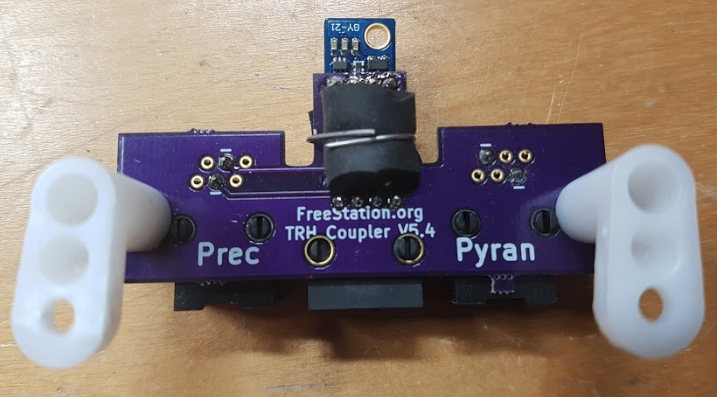 GY-21
FreeStation.org
TRH Coupler V5.4
Prec
Pyran